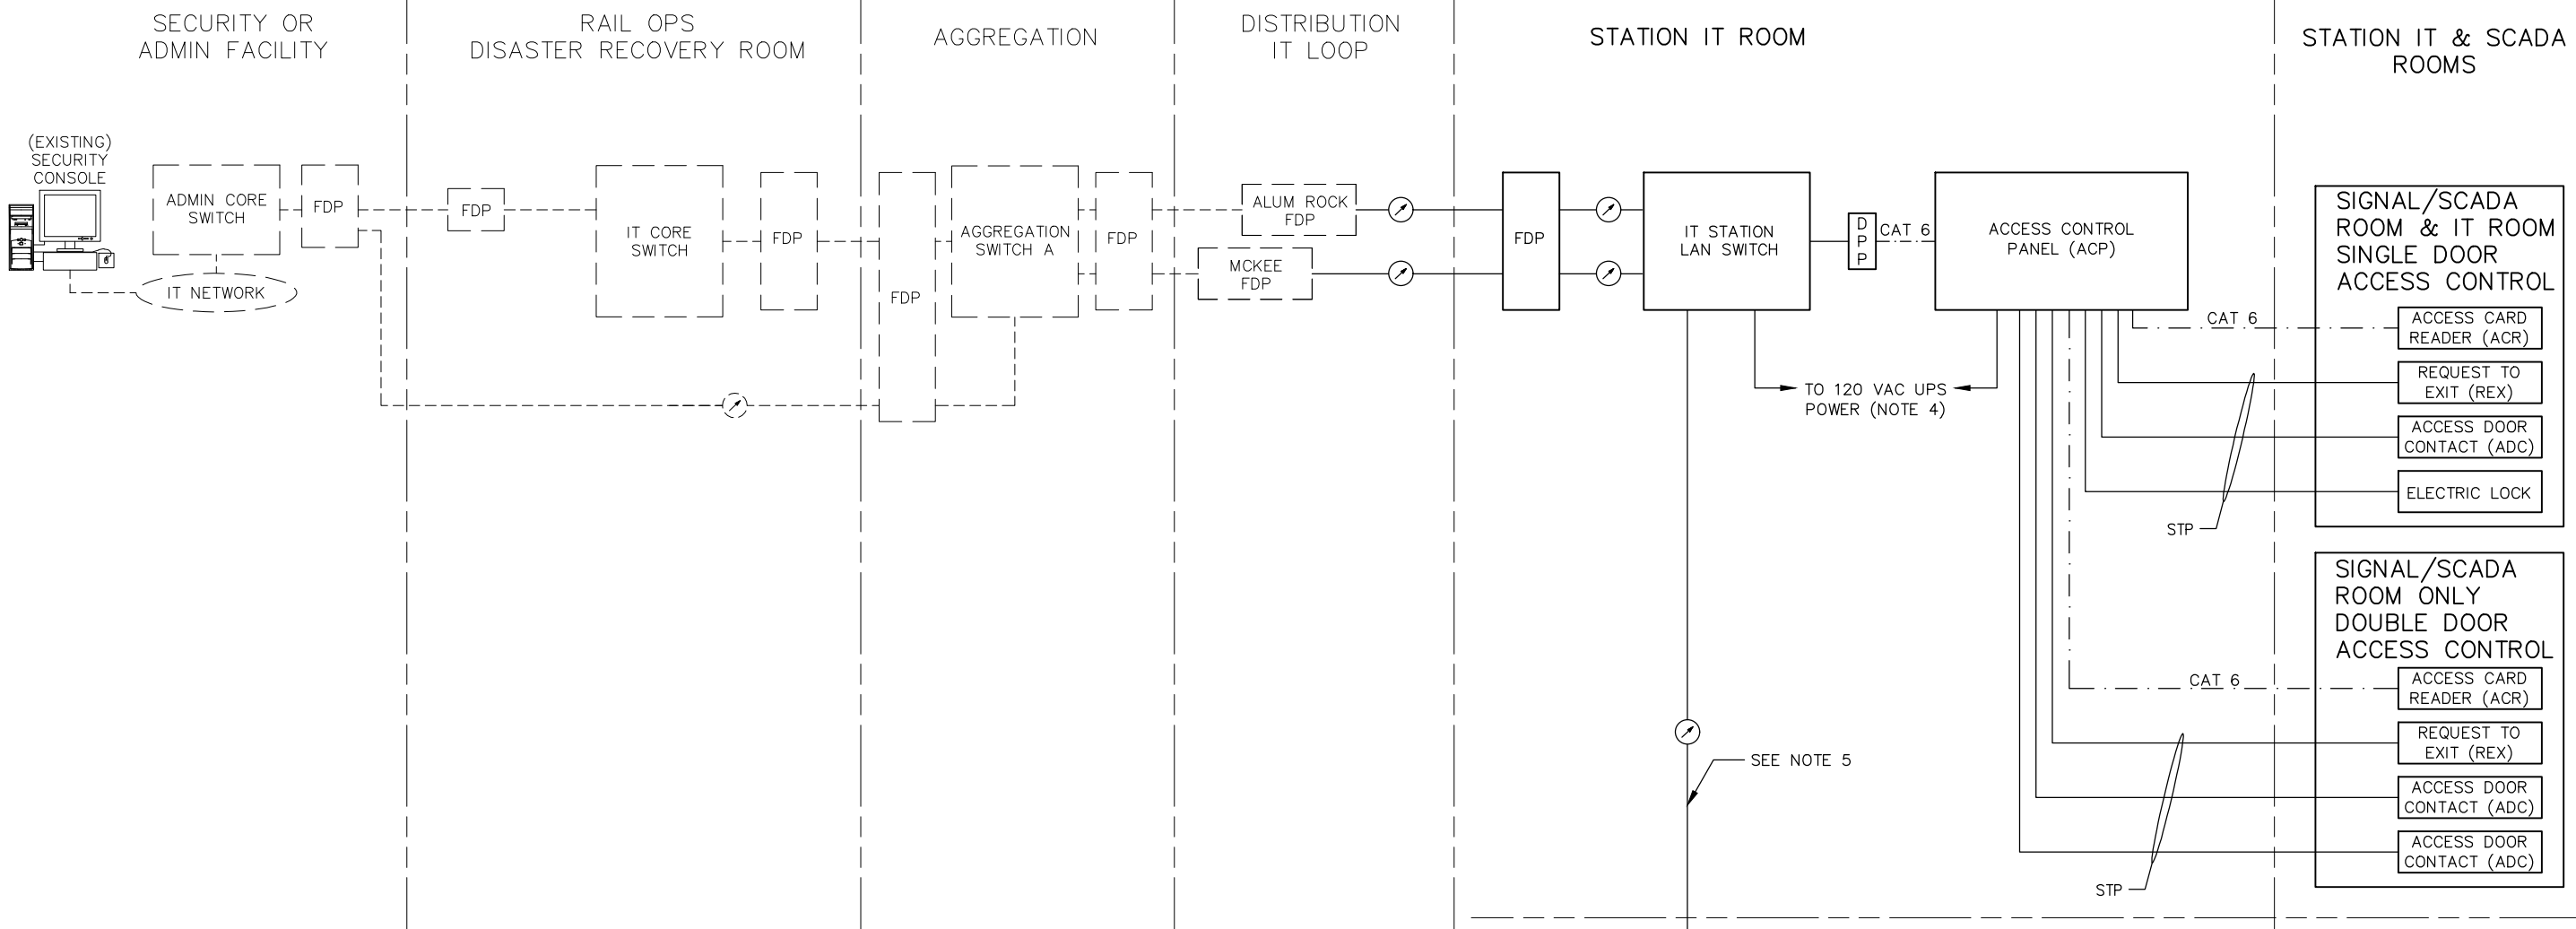 SECURITY OR
ADMIN FACILITY
RAIL OPS
DISASTER RECOVERY ROOM
AGGREGATION
DISTRIBUTION
IT LOOP
STATION IT ROOM
STATION IT & SCADA
ROOMS
(EXISTING)
SECURITY
CONSOLE
ADMIN CORE
SWITCH
FDP
IT NETWORK
FDP
IT CORE
SWITCH
FDP
FDP
AGGREGATION
SWITCH A
FDP
ALUM ROCK
FDP
MCKEE
FDP
FDP
IT STATION
LAN SWITCH
D
P
P
CAT 6
ACCESS CONTROL
PANEL (ACP)
TO 120 VAC UPS
POWER (NOTE 4)
SEE NOTE 5
SIGNAL/SCADA
ROOM & IT ROOM
SINGLE DOOR
ACCESS CONTROL
CAT 6
ACCESS CARD
READER (ACR)
REQUEST TO
EXIT (REX)
ACCESS DOOR
CONTACT (ADC)
ELECTRIC LOCK
STP
SIGNAL/SCADA
ROOM ONLY
DOUBLE DOOR
ACCESS CONTROL
CAT 6
ACCESS CARD
READER (ACR)
REQUEST TO
EXIT (REX)
ACCESS DOOR
CONTACT (ADC)
ACCESS DOOR
CONTACT (ADC)
STP